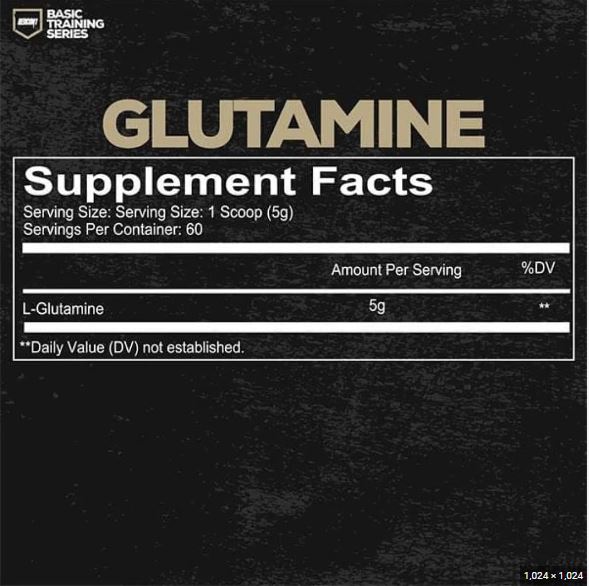 BASIC
TRAINING
SERIES
GLUTAMINE
Supplement Facts
Serving Size: Serving Size: 1 Scoop (5g)
Servings Per Container: 60
Amount Per Serving %DV
L-Glutamine 5g **
**Daily Value (DV) not established.
1,024 × 1,024